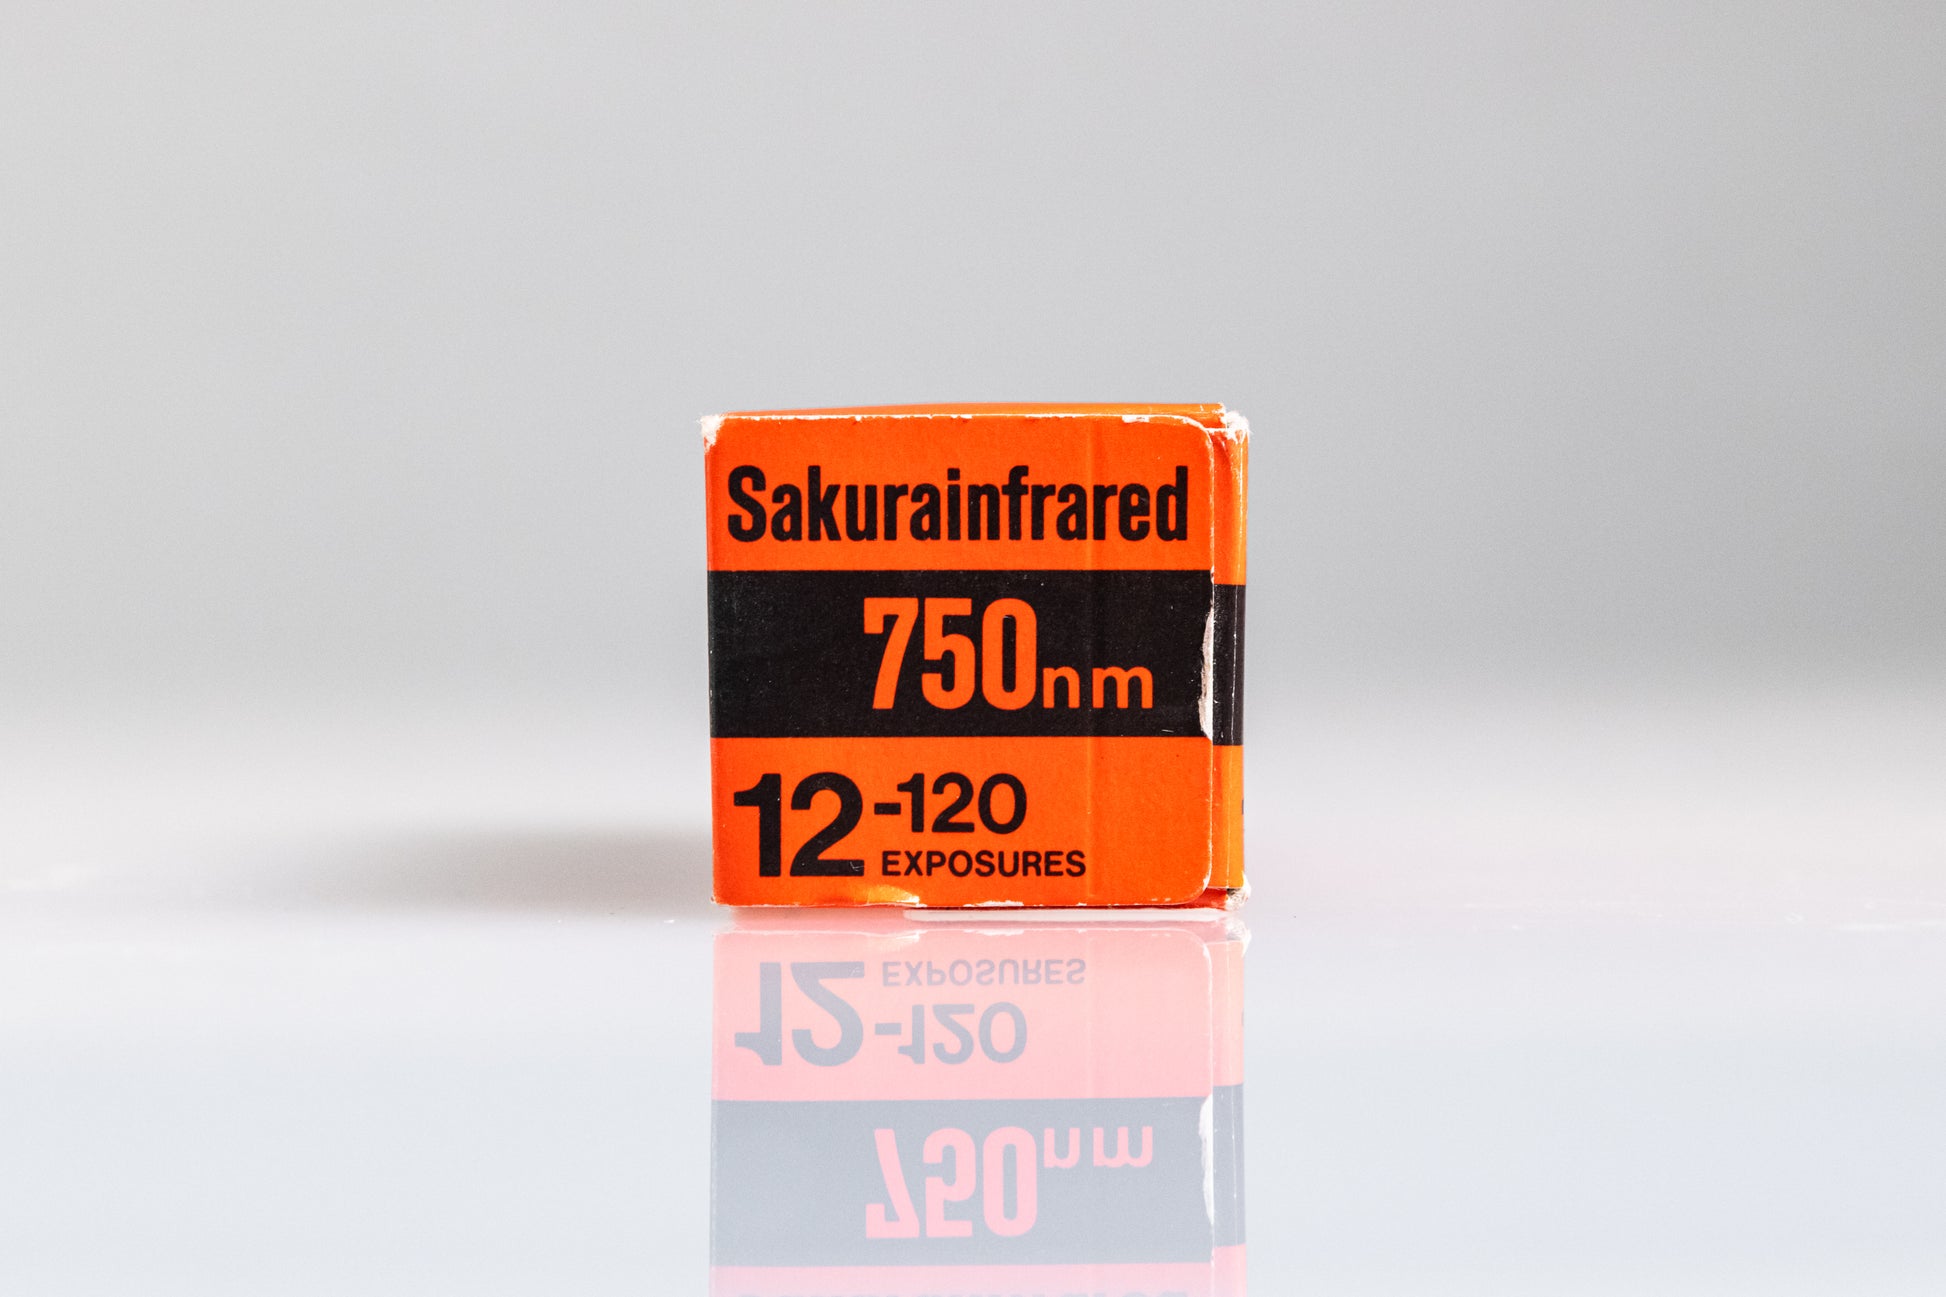 Sakurainfrared
750nm
12-120
EXPOSURES